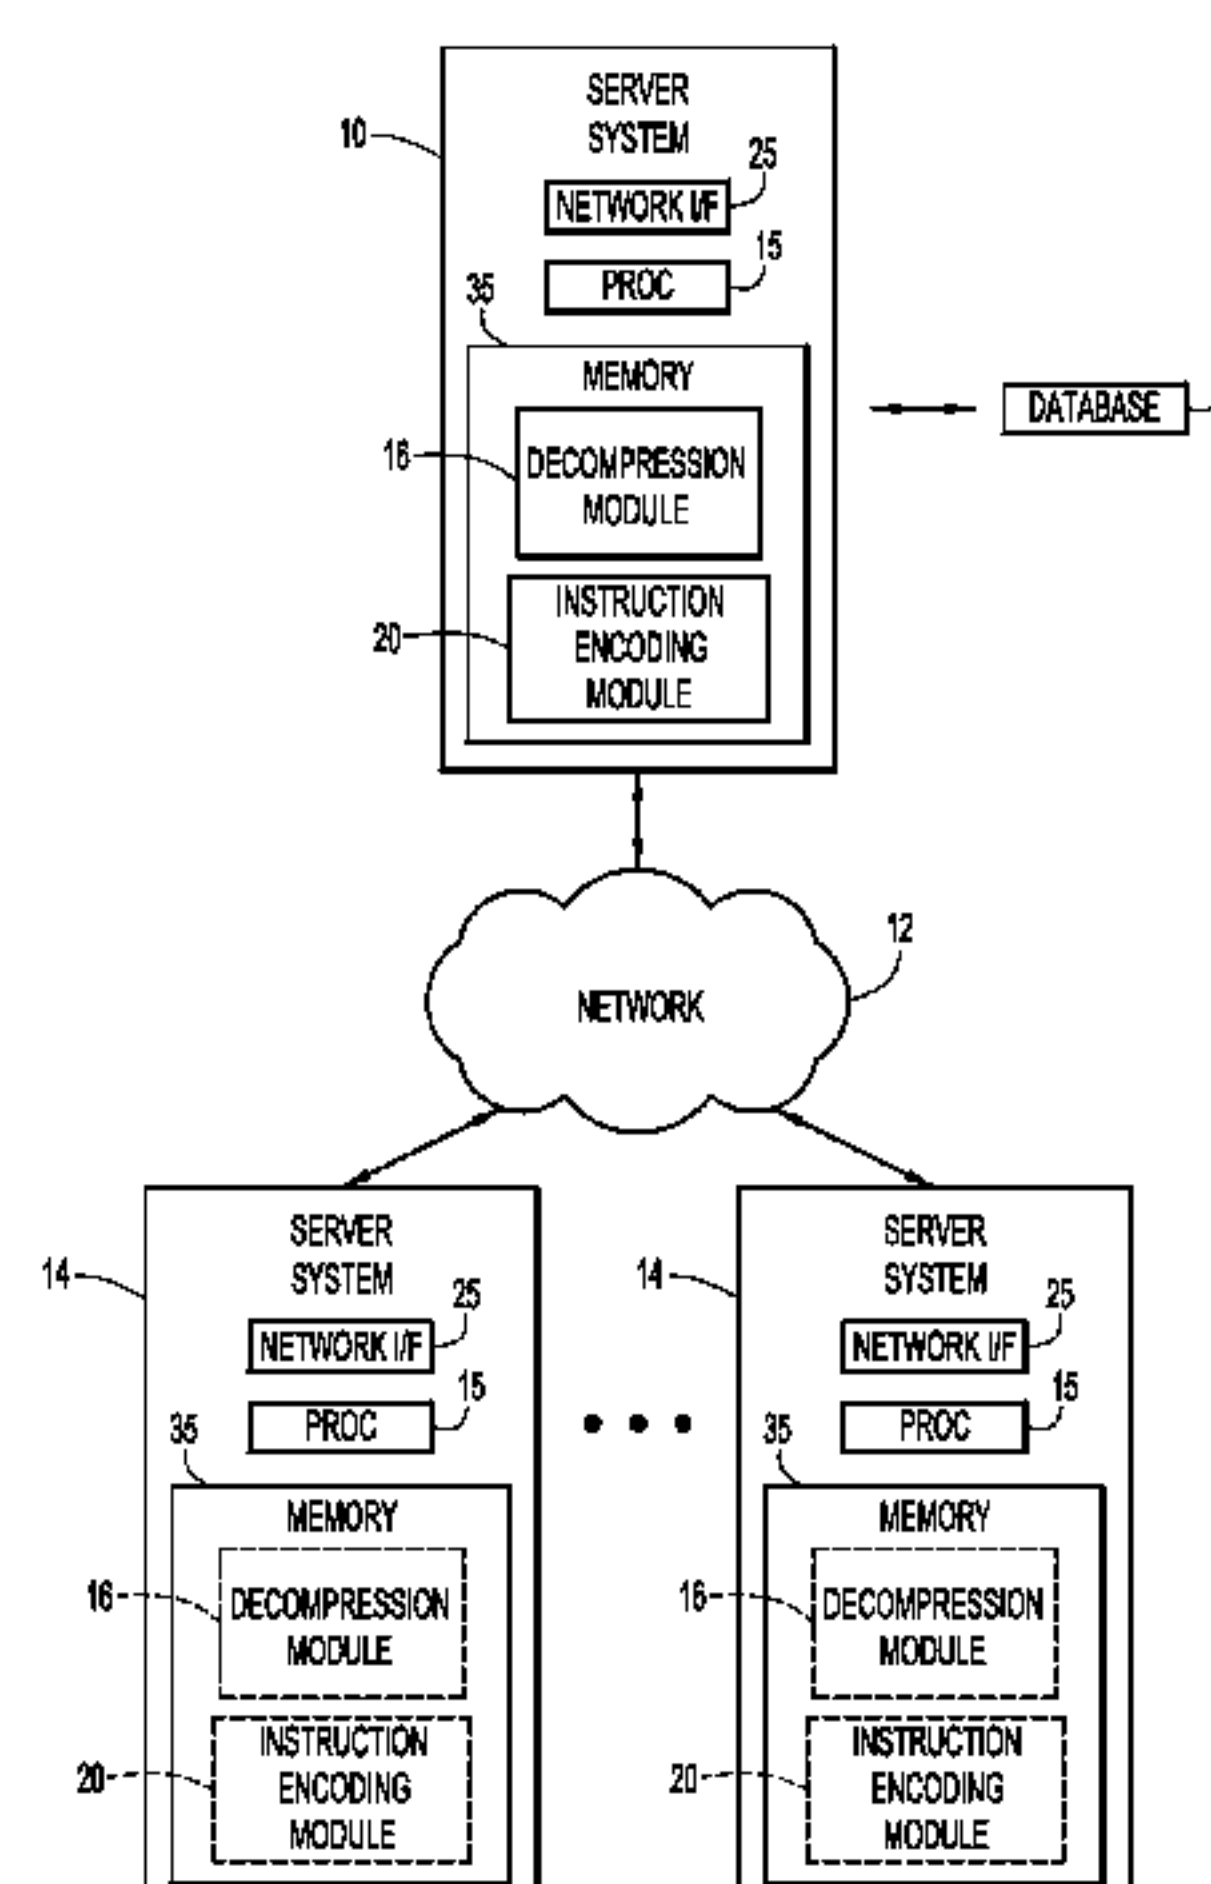 SERVER
SYSTEM
10
25
NETWORK I/F
15
PROC
35
MEMORY
DATABASE
16
DECOMPRESSION
MODULE
INSTRUCTION
20
ENCODING
MODULE
12
NETWORK
SERVER
SYSTEM
14
25
NETWORK I/F
15
PROC
35
MEMORY
16
DECOMPRESSION
MODULE
INSTRUCTION
20
ENCODING
MODULE
SERVER
SYSTEM
14
25
NETWORK I/F
15
PROC
35
MEMORY
16
DECOMPRESSION
MODULE
INSTRUCTION
20
ENCODING
MODULE